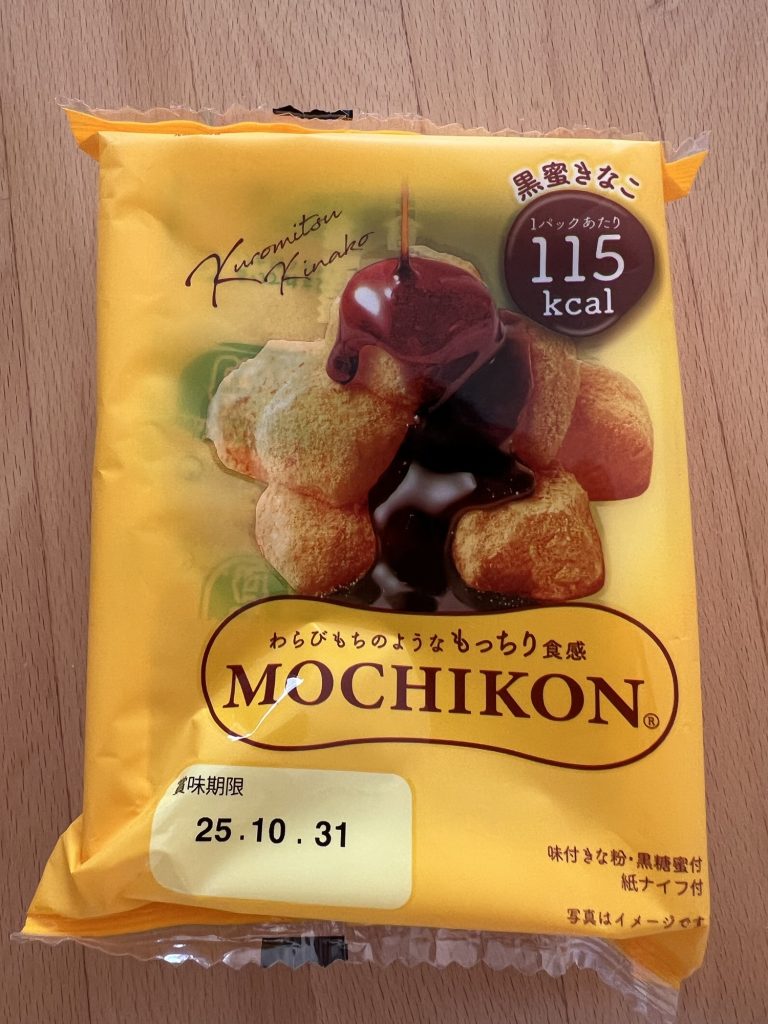 黒蜜きなこ
1パックあたり
115
kcal
Kuromitsu
Kinako
わらびもちのようなもっちり食感
MOCHIKON®
賞味期限
25.10.31
味付きな粉・黒糖蜜付
紙ナイフ付
写真はイメージです